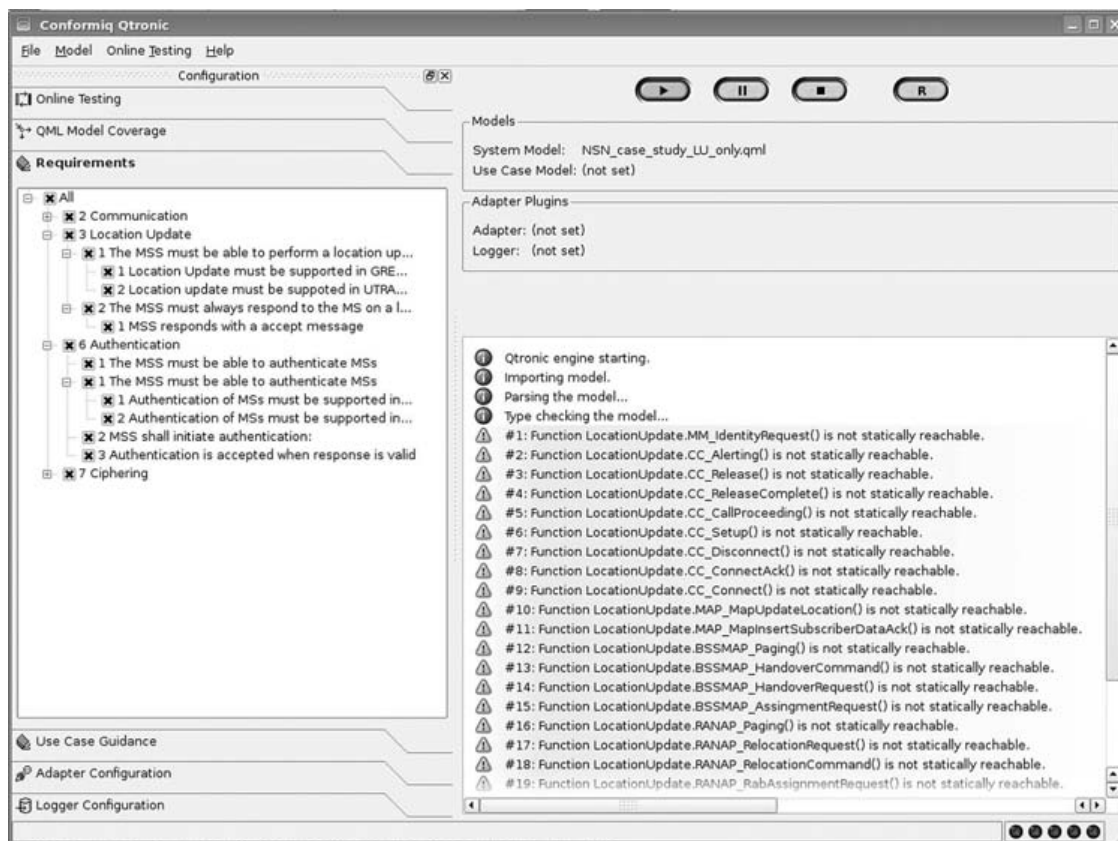 Conformiq Qtronic
File Model Online Testing Help
Configuration
Online Testing
QML Model Coverage
Requirements
All
2 Communication
3 Location Update
1 The MSS must be able to perform a location up...
1 Location Update must be supported in GRE...
2 Location update must be suppoted in UTRA...
2 The MSS must always respond to the MS on a l...
1 MSS responds with a accept message
6 Authentication
1 The MSS must be able to authenticate MSs
1 The MSS must be able to authenticate MSs
1 Authentication of MSs must be supported in...
2 Authentication of MSs must be supported in...
2 MSS shall initiate authentication:
3 Authentication is accepted when response is valid
7 Ciphering
Use Case Guidance
Adapter Configuration
Logger Configuration
R
Models
System Model: NSN_case_study_LU_only.qml
Use Case Model: (not set)
Adapter Plugins
Adapter: (not set)
Logger: (not set)
Qtronic engine starting.
Importing model.
Parsing the model...
Type checking the model...
#1: Function LocationUpdate.MM_IdentityRequest() is not statically reachable.
#2: Function LocationUpdate.CC_Alerting() is not statically reachable.
#3: Function LocationUpdate.CC_Release() is not statically reachable.
#4: Function LocationUpdate.CC_ReleaseComplete() is not statically reachable.
#5: Function LocationUpdate.CC_CallProceeding() is not statically reachable.
#6: Function LocationUpdate.CC_Setup() is not statically reachable.
#7: Function LocationUpdate.CC_Disconnect() is not statically reachable.
#8: Function LocationUpdate.CC_ConnectAck() is not statically reachable.
#9: Function LocationUpdate.CC_Connect() is not statically reachable.
#10: Function LocationUpdate.MAP_MapUpdateLocation() is not statically reachable.
#11: Function LocationUpdate.MAP_MapInsertSubscriberDataAck() is not statically reachable.
#12: Function LocationUpdate.BSSMAP_Paging() is not statically reachable.
#13: Function LocationUpdate.BSSMAP_HandoverCommand() is not statically reachable.
#14: Function LocationUpdate.BSSMAP_HandoverRequest() is not statically reachable.
#15: Function LocationUpdate.BSSMAP_AssingmentRequest() is not statically reachable.
#16: Function LocationUpdate.RANAP_Paging() is not statically reachable.
#17: Function LocationUpdate.RANAP_RelocationRequest() is not statically reachable.
#18: Function LocationUpdate.RANAP_RelocationCommand() is not statically reachable.
#19: Function LocationUpdate.RANAP_RabAssignmentRequest() is not statically reachable.